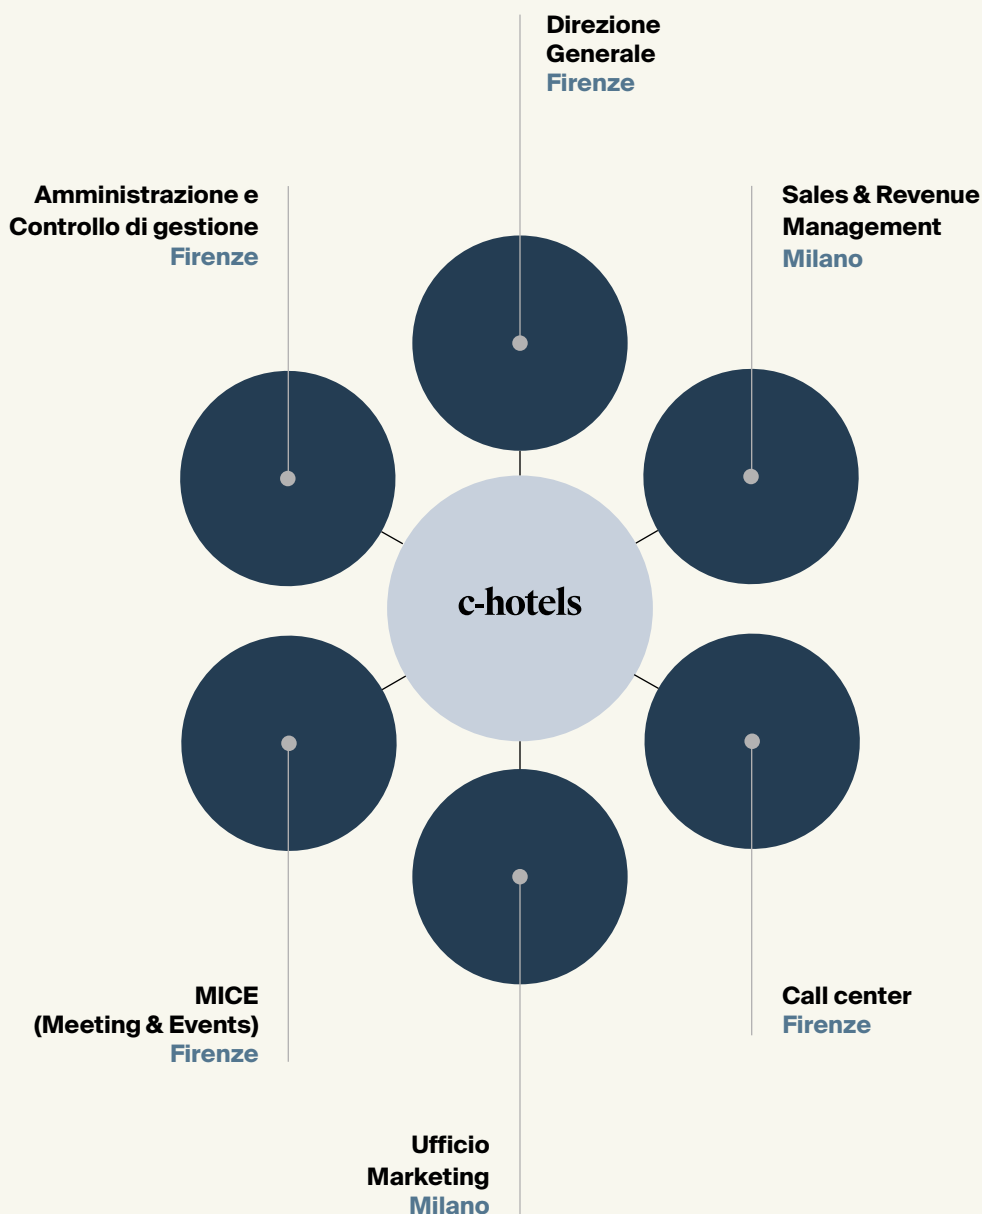 Direzione
Generale
Firenze
Amministrazione e
Controllo di gestione
Firenze
Sales & Revenue
Management
Milano
c-hotels
MICE
(Meeting & Events)
Firenze
Call center
Firenze
Ufficio
Marketing
Milano